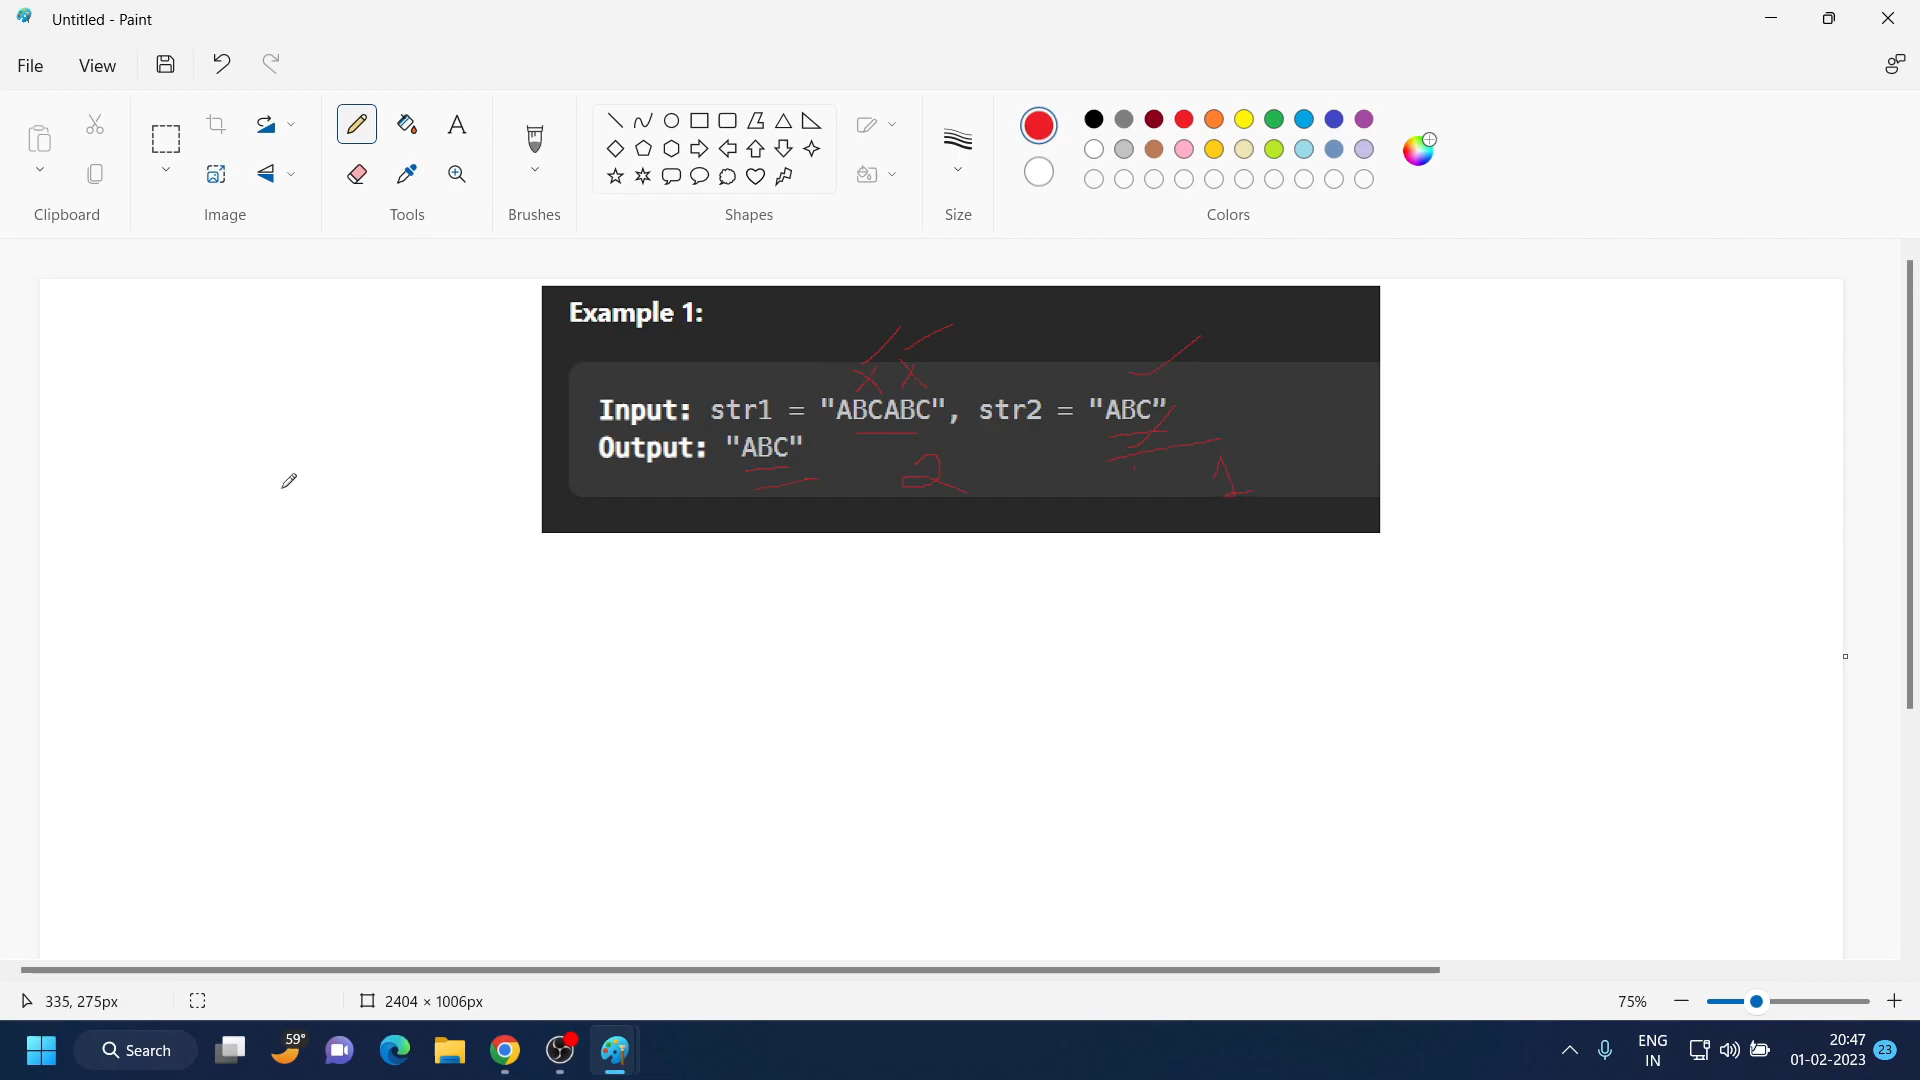 Untitled - Paint
File View
Clipboard Image Tools Brushes Shapes Size Colors
Example 1:
Input: str1 = "ABCABC", str2 = "ABC"
Output: "ABC"
2
1
335, 275px 2404 × 1006px 75%
59° Search ENG 20:47
IN 01-02-2023 23